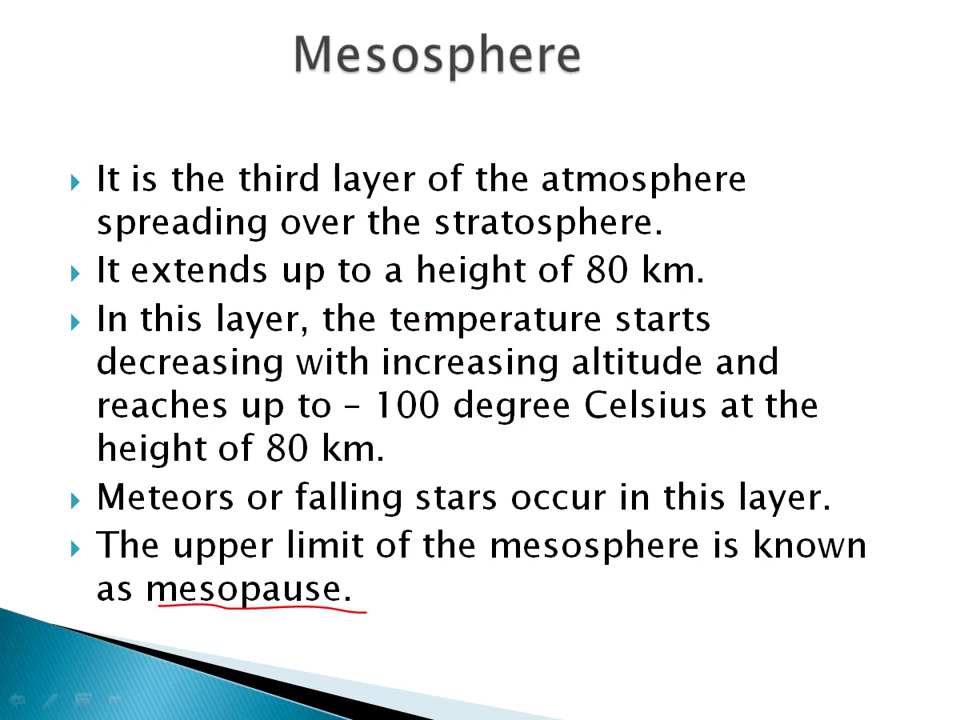 Mesosphere
It is the third layer of the atmosphere
spreading over the stratosphere.
It extends up to a height of 80 km.
In this layer, the temperature starts
decreasing with increasing altitude and
reaches up to – 100 degree Celsius at the
height of 80 km.
Meteors or falling stars occur in this layer.
The upper limit of the mesosphere is known
as mesopause.